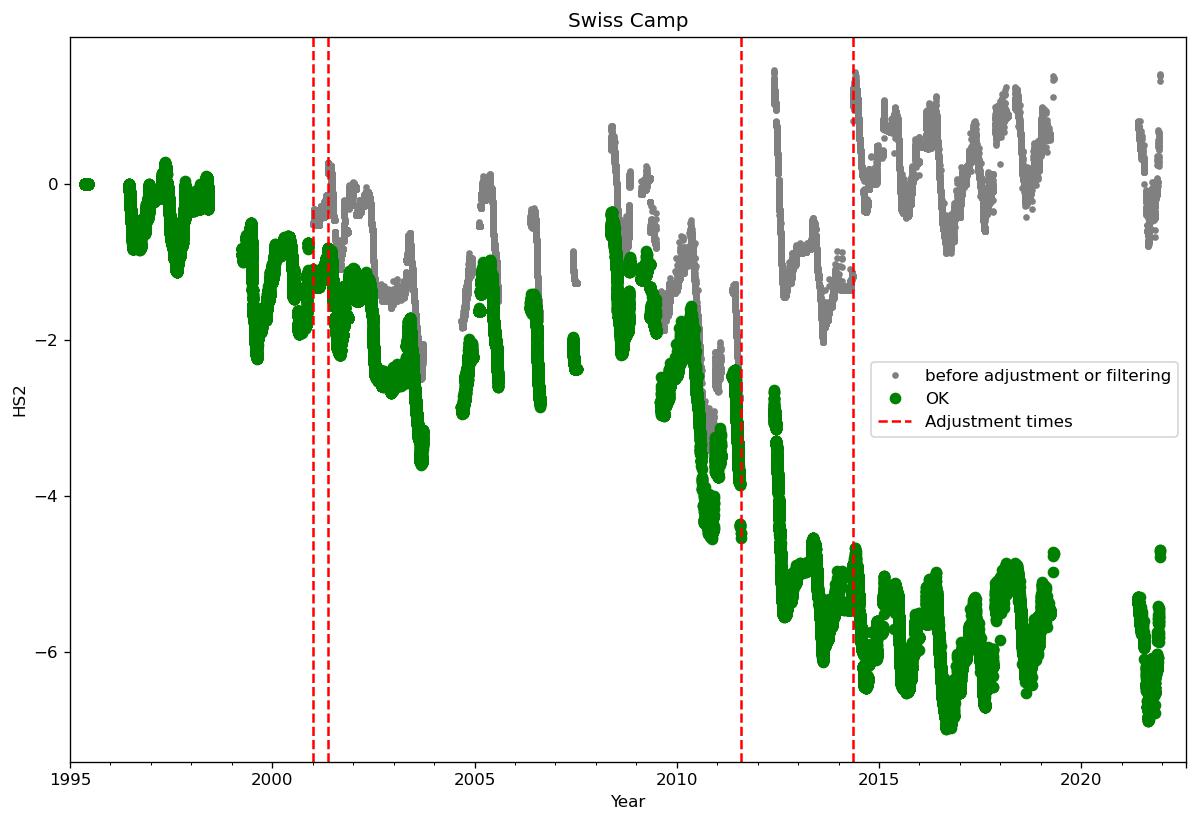 Swiss Camp
0
−2
−4
−6
HS2
before adjustment or filtering
OK
Adjustment times
1995
2000
2005
2010
2015
2020
Year